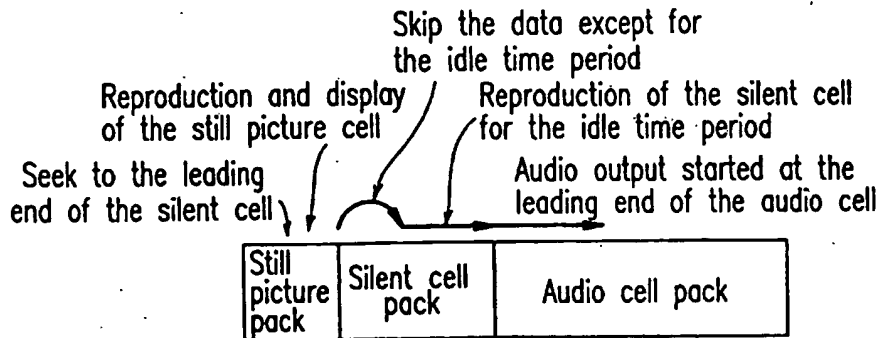 Skip the data except for
the idle time period
Reproduction and display
of the still picture cell
Reproduction of the silent cell
for the idle time period
Seek to the leading
end of the silent cell
Audio output started at the
leading end of the audio cell
Still
picture
pack
Silent cell
pack
Audio cell pack